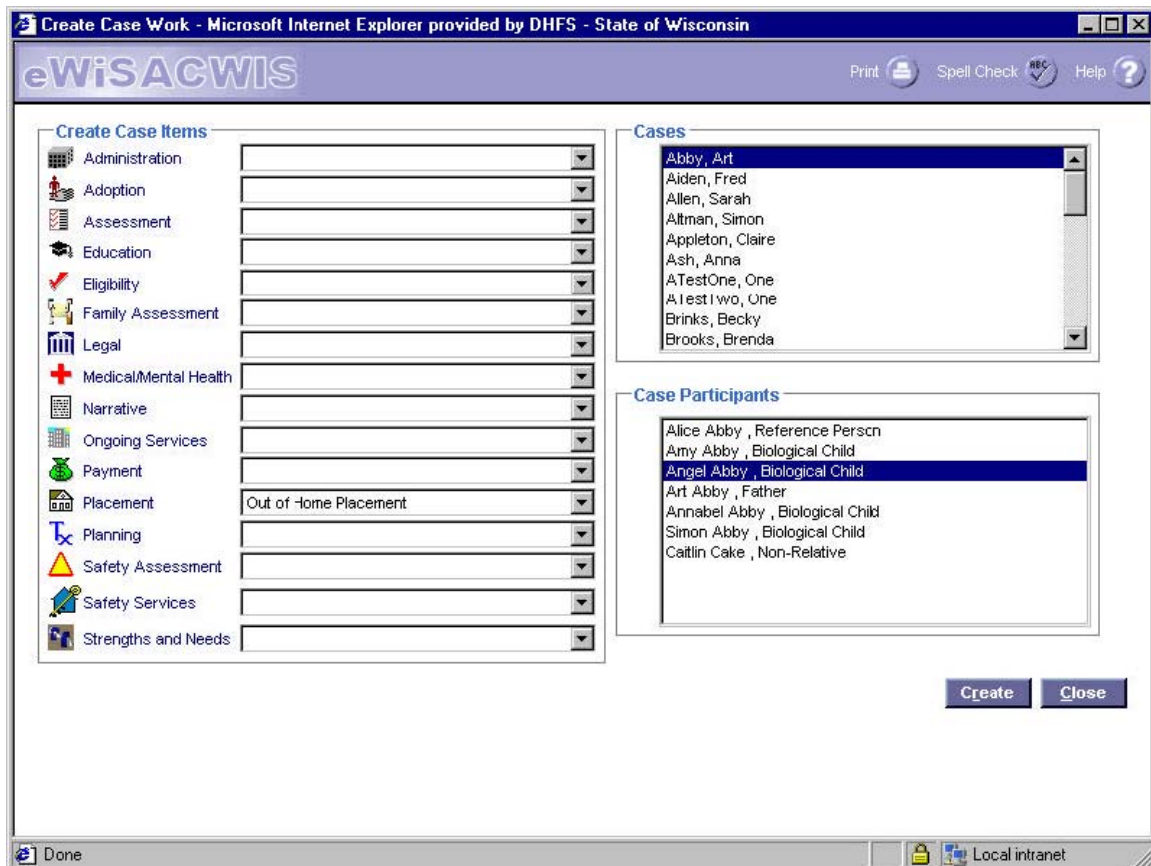 Create Case Work - Microsoft Internet Explorer provided by DHFS - State of Wisconsin
eWiSACWIS
Print
Spell Check
ABC
Help
?
Create Case Items
Administration
Adoption
Assessment
Education
Eligibility
Family Assessment
Legal
Medical/Mental Health
Narrative
Ongoing Services
Payment
Placement Out of Home Placement
Tx Planning
Safety Assessment
Safety Services
Strengths and Needs
Cases
Abby, Art
Aiden, Fred
Allen, Sarah
Altman, Simon
Appleton, Claire
Ash, Anna
ATestOne, One
ATestTwo, One
Brinks, Becky
Brooks, Brenda
Case Participants
Alice Abby , Reference Person
Amy Abby , Biological Child
Angel Abby , Biological Child
Art Abby , Father
Annabel Abby , Biological Child
Simon Abby , Biological Child
Caitlin Cake , Non-Relative
Create Close
Done
Local intranet